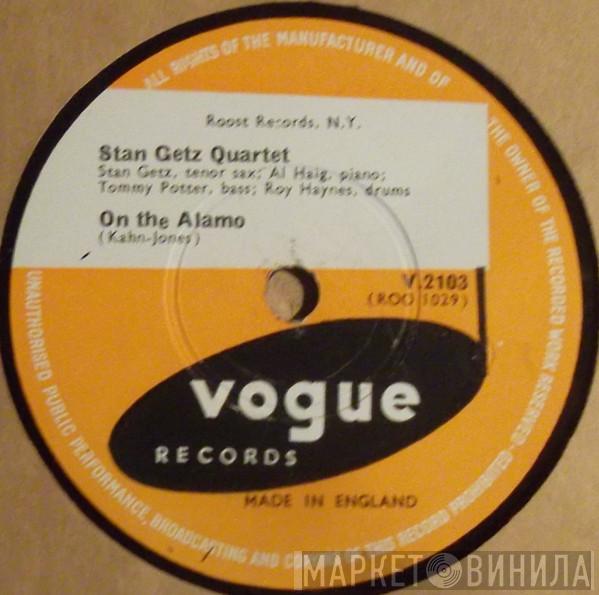 ALL RIGHTS OF THE MANUFACTURER AND OF THE OWNER OF THE RECORDED WORK RESERVED·
Roost Records, N.Y.
Stan Getz Quartet
Stan Getz, tenor sax; Al Haig, piano;
Tommy Potter, bass; Roy Haynes, drums
On the Alamo
(Kahn-Jones)
V.2103
(ROO 1029)
vogue
RECORDS
MADE IN ENGLAND
UNAUTHORISED PUBLIC PERFORMANCE, BROADCASTING AND OF THIS RECORD PROHIBITED·
МАРКЕТ ВИНИЛА